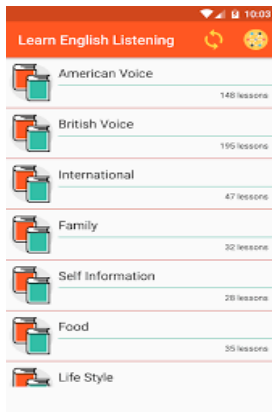 10:03
Learn English Listening
American Voice
148 lessons
British Voice
195 lessons
International
47 lessons
Family
32 lessons
Self Information
28 lessons
Food
35 lessons
Life Style